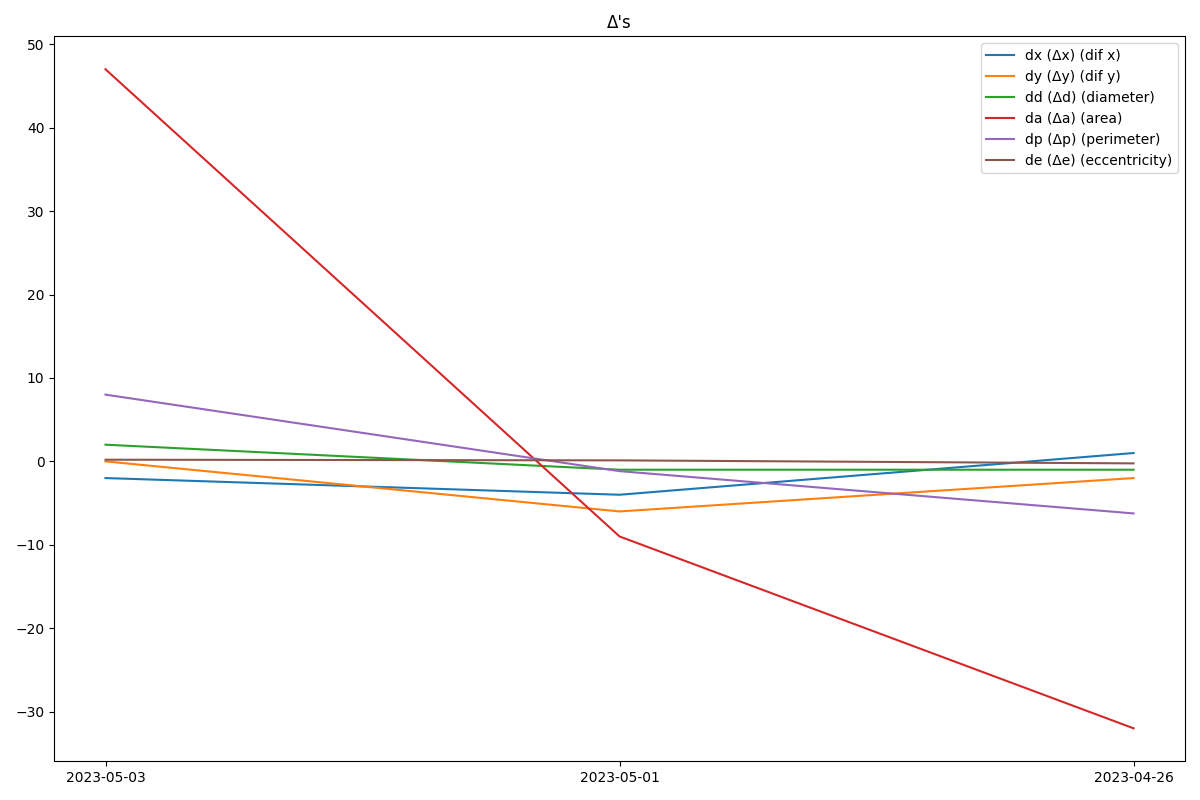 Δ's
50
40
30
20
10
0
−10
−20
−30
2023-05-03
2023-05-01
2023-04-26
dx (Δx) (dif x)
dy (Δy) (dif y)
dd (Δd) (diameter)
da (Δa) (area)
dp (Δp) (perimeter)
de (Δe) (eccentricity)